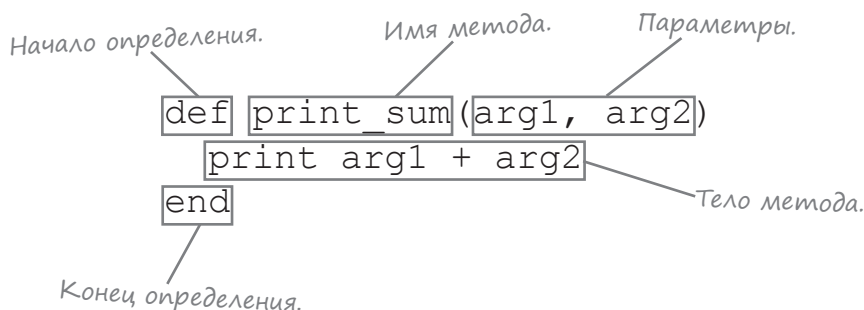 Начало определения.
Имя метода.
Параметры.
def print_sum(arg1, arg2)
print arg1 + arg2
Тело метода.
end
Конец определения.